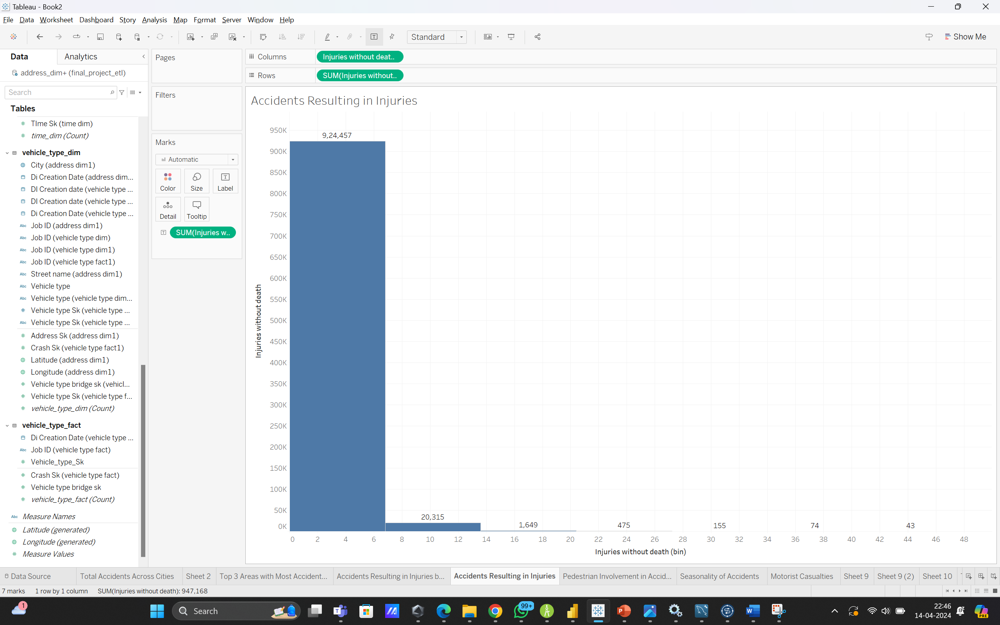 Tableau - Book2
File Data Worksheet Dashboard Story Analysis Map Format Server Window Help
Standard
Show Me
Data Analytics
address_dim+ (final_project_etl)
Search
Tables
TIme Sk (time dim)
time_dim (Count)
vehicle_type_dim
City (address dim1)
Di Creation Date (address dim...
DI Creation date (vehicle type ...
DI Creation date (vehicle type ...
Di Creation Date (vehicle type ...
Abc Job ID (address dim1)
Abc Job ID (vehicle type dim)
Abc Job ID (vehicle type dim1)
Abc Job ID (vehicle type fact1)
Abc Street name (address dim1)
Abc Vehicle type
Abc Vehicle type (vehicle type dim...
# Vehicle type Sk (vehicle type ...
Abc Vehicle type Sk (vehicle type ...
# Address Sk (address dim1)
# Crash Sk (vehicle type fact1)
Latitude (address dim1)
Longitude (address dim1)
# Vehicle type bridge sk (vehicl...
# Vehicle type Sk (vehicle type f...
# vehicle_type_dim (Count)
vehicle_type_fact
Di Creation Date (vehicle type ...
Abc Job ID (vehicle type fact)
# Vehicle_type_Sk
# Crash Sk (vehicle type fact)
# Vehicle type bridge sk
# vehicle_type_fact (Count)
Abc Measure Names
Latitude (generated)
Longitude (generated)
# Measure Values
Pages
Filters
Marks
Automatic
Color Size Label
Detail Tooltip
SUM(Injuries w..
Columns Injuries without deat..
Rows SUM(Injuries without..
Accidents Resulting in Injuries
950K
900K
850K
800K
750K
700K
650K
600K
550K
500K
450K
400K
350K
300K
250K
200K
150K
100K
50K
0K
Injuries without death
9,24,457
20,315
1,649
475
155
74
43
0 2 4 6 8 10 12 14 16 18 20 22 24 26 28 30 32 34 36 38 40 42 44 46 48
Injuries without death (bin)
Data Source Total Accidents Across Cities Sheet 2 Top 3 Areas with Most Accident... Accidents Resulting in Injuries b... Accidents Resulting in Injuries Pedestrian Involvement in Accid... Seasonality of Accidents Motorist Casualties Sheet 9 Sheet 9 (2) Sheet 10
7 marks 1 row by 1 column SUM(Injuries without death): 947,168
1
Search
99+
22:46
14-04-2024
PRE